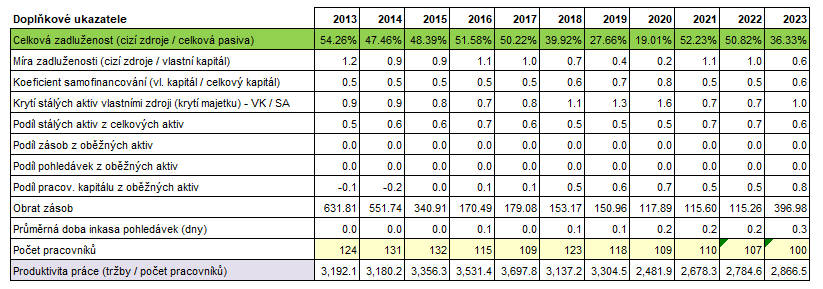 Doplňkové ukazatele 2013 2014 2015 2016 2017 2018 2019 2020 2021 2022 2023
Celková zadluženost (cizí zdroje / celková pasiva) 54.26% 47.46% 48.39% 51.58% 50.22% 39.92% 27.66% 19.01% 52.23% 50.82% 36.33%
Míra zadluženosti (cizí zdroje / vlastní kapitál) 1.2 0.9 0.9 1.1 1.0 0.7 0.4 0.2 1.1 1.0 0.6
Koeficient samofinancování (vl. kapitál / celkový kapitál) 0.5 0.5 0.5 0.5 0.5 0.6 0.7 0.8 0.5 0.5 0.6
Krytí stálých aktiv vlastními zdroji (krytí majetku) - VK / SA 0.9 0.9 0.8 0.7 0.8 1.1 1.3 1.6 0.7 0.7 1.0
Podíl stálých aktiv z celkových aktiv 0.5 0.6 0.6 0.7 0.6 0.5 0.5 0.5 0.7 0.7 0.6
Podíl zásob z oběžných aktiv 0.0 0.0 0.0 0.0 0.0 0.0 0.0 0.0 0.0 0.0 0.0
Podíl pohledávek z oběžných aktiv 0.0 0.0 0.0 0.0 0.0 0.0 0.0 0.0 0.0 0.0 0.0
Podíl pracov. kapitálu z oběžných aktiv -0.1 -0.2 0.0 0.1 0.1 0.5 0.6 0.7 0.5 0.5 0.8
Obrat zásob 631.81 551.74 340.91 170.49 179.08 153.17 150.96 117.89 115.60 115.26 396.98
Průměrná doba inkasa pohledávek (dny) 0.0 0.0 0.0 0.1 0.0 0.1 0.1 0.2 0.2 0.2 0.3
Počet pracovníků 124 131 132 115 109 123 118 109 110 107 100
Produktivita práce (tržby / počet pracovníků) 3,192.1 3,180.2 3,356.3 3,531.4 3,697.8 3,137.2 3,304.5 2,481.9 2,678.3 2,784.6 2,866.5